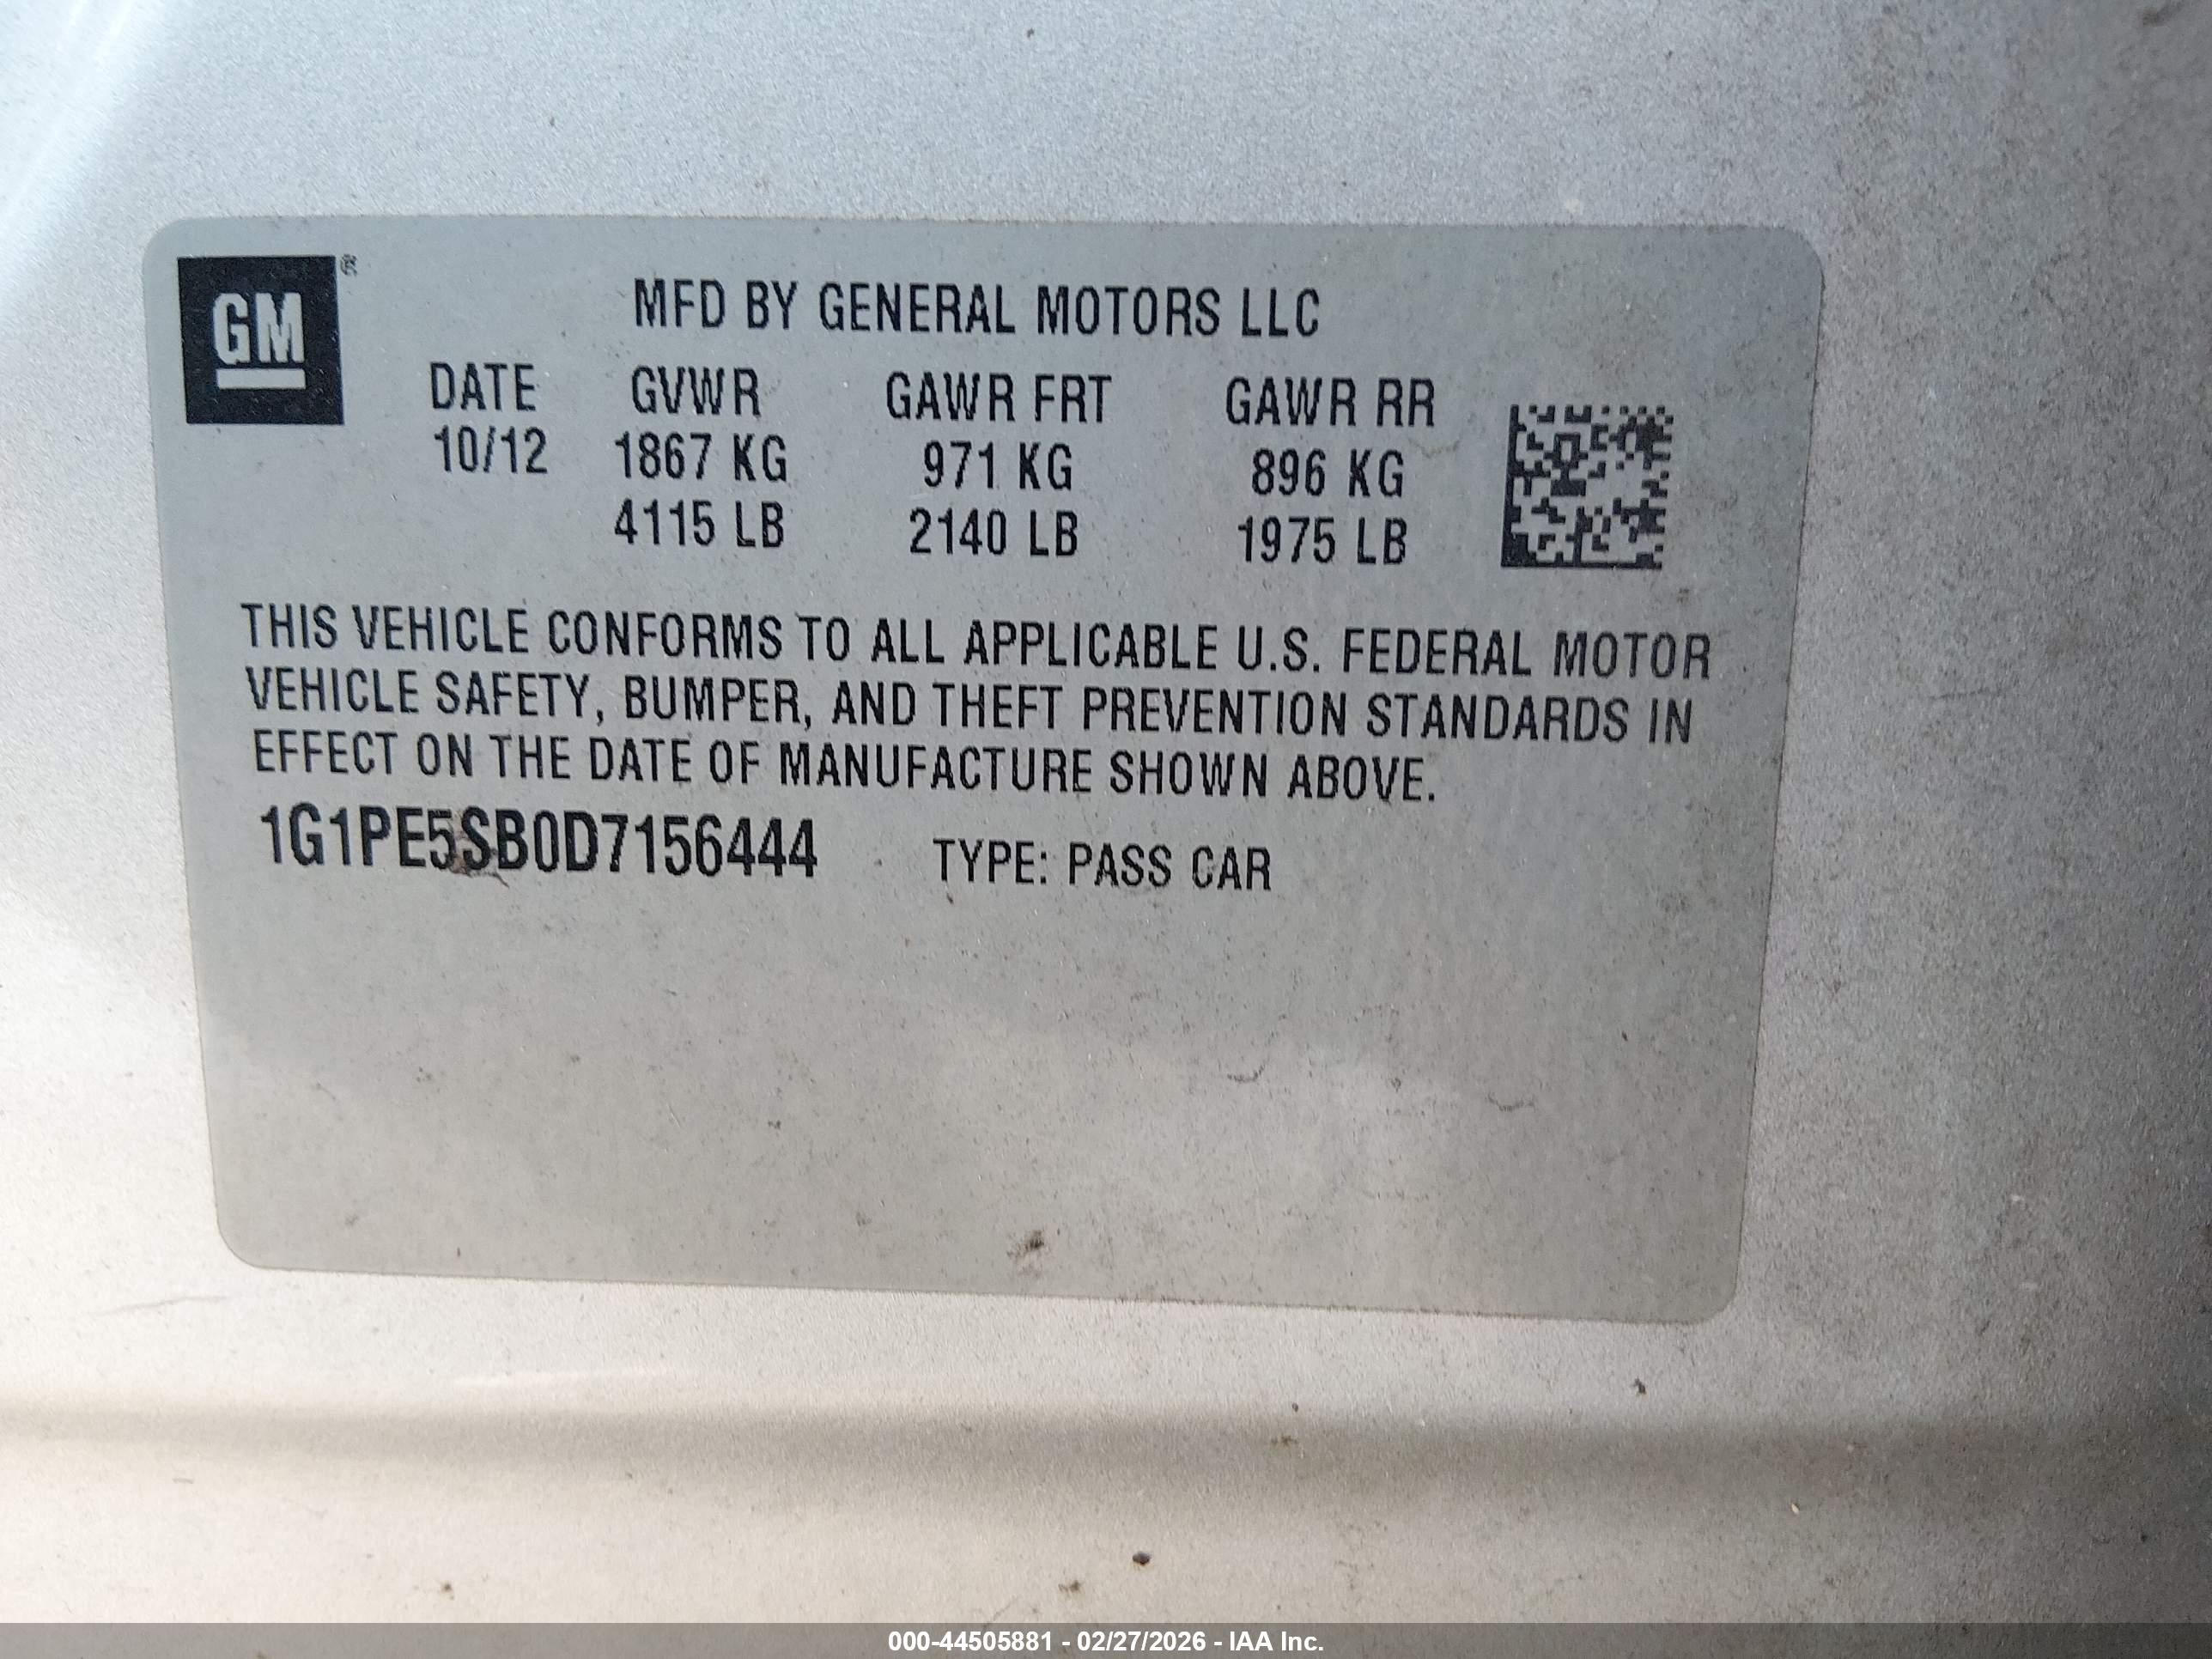 GM ®
MFD BY GENERAL MOTORS LLC
DATE GVWR GAWR FRT GAWR RR
10/12 1867 KG 971 KG 896 KG
4115 LB 2140 LB 1975 LB
THIS VEHICLE CONFORMS TO ALL APPLICABLE U.S. FEDERAL MOTOR
VEHICLE SAFETY, BUMPER, AND THEFT PREVENTION STANDARDS IN
EFFECT ON THE DATE OF MANUFACTURE SHOWN ABOVE.
1G1PE5SB0D7156444 TYPE: PASS CAR
000-44505881 - 02/27/2026 - IAA Inc.